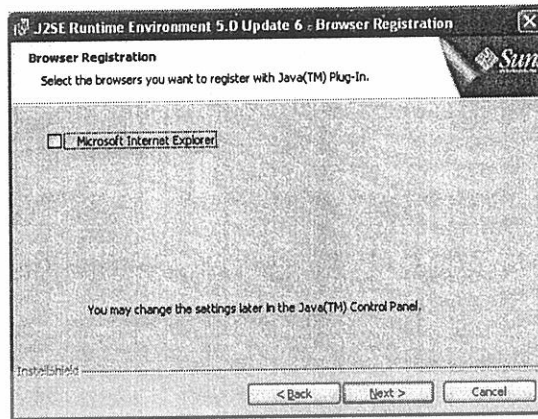 J2SE Runtime Environment 5.0 Update 6 - Browser Registration
Browser Registration
Select the browsers you want to register with Java(TM) Plug-In.
Sun
Microsoft Internet Explorer
You may change the settings later in the Java(TM) Control Panel.
InstallShield
< Back
Next >
Cancel